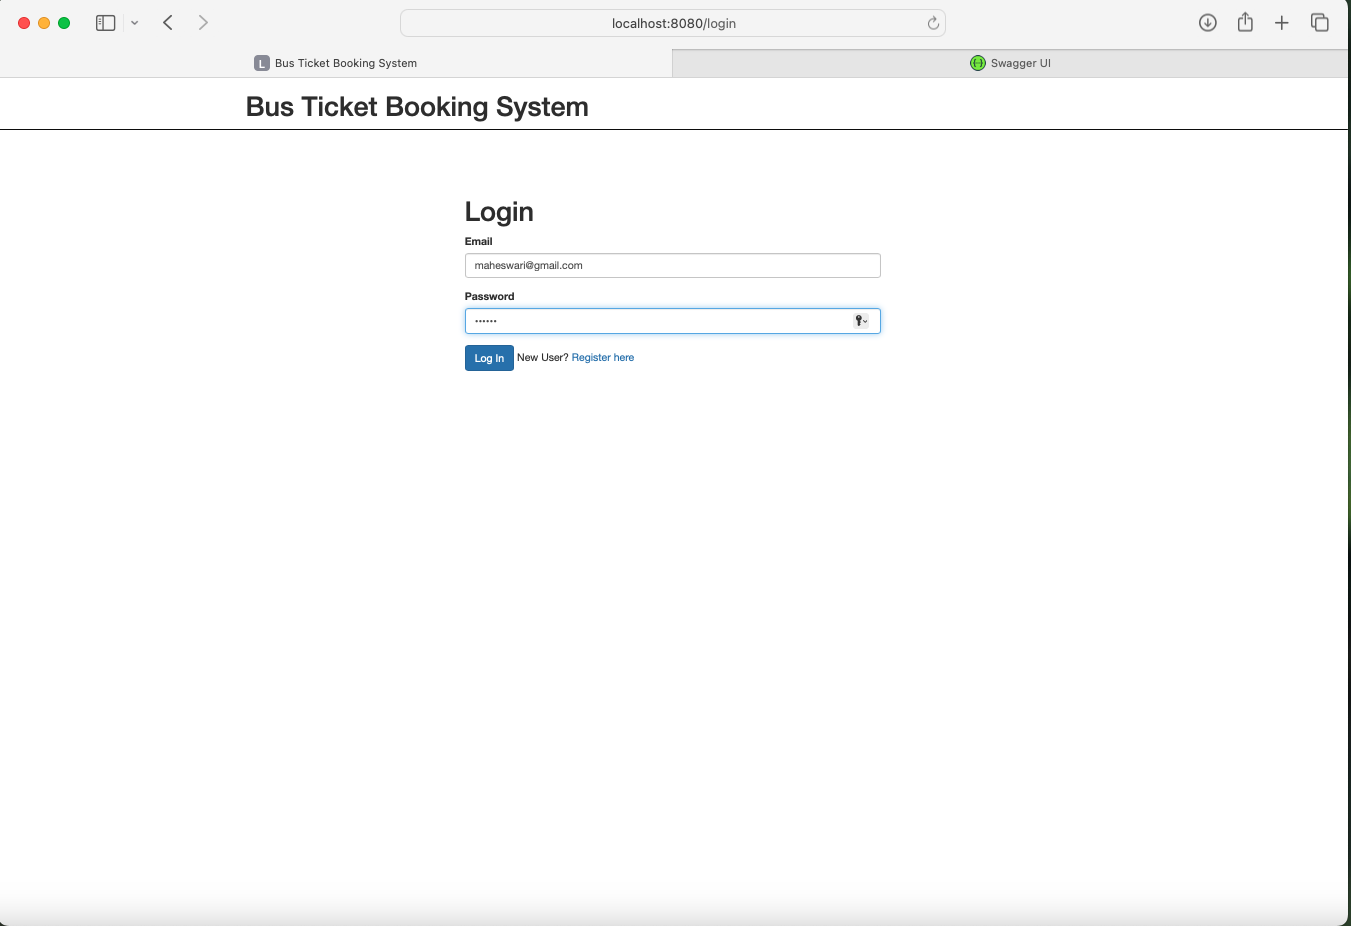 localhost:8080/login
L Bus Ticket Booking System
Swagger UI
Bus Ticket Booking System
Login
Email
maheswari@gmail.com
Password
••••••
Log In New User? Register here